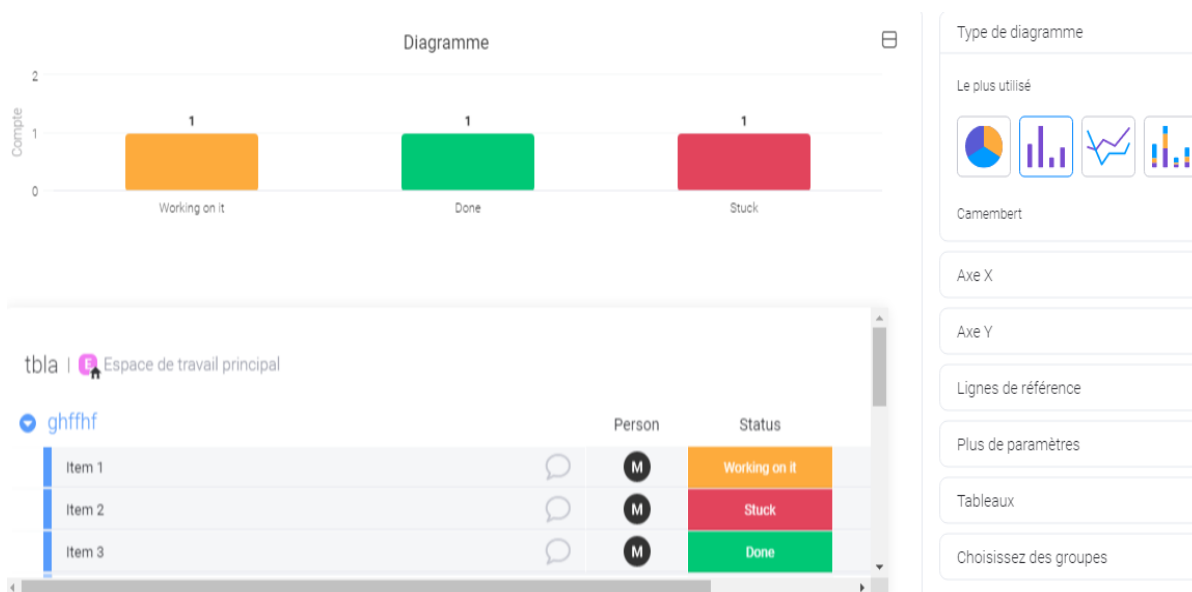 Diagramme
2
1
0
Compte
1
1
1
Working on it
Done
Stuck
tbla | E Espace de travail principal
ghffhf
Person
Status
Item 1
M
Working on it
Item 2
M
Stuck
Item 3
M
Done
Type de diagramme
Le plus utilisé
Camembert
Axe X
Axe Y
Lignes de référence
Plus de paramètres
Tableaux
Choisissez des groupes